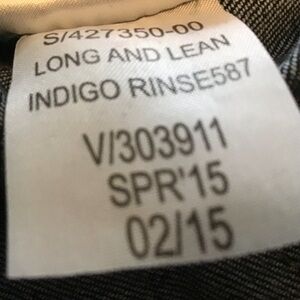 S/427350-00
LONG AND LEAN
INDIGO RINSE587
V/303911
SPR'15
02/15